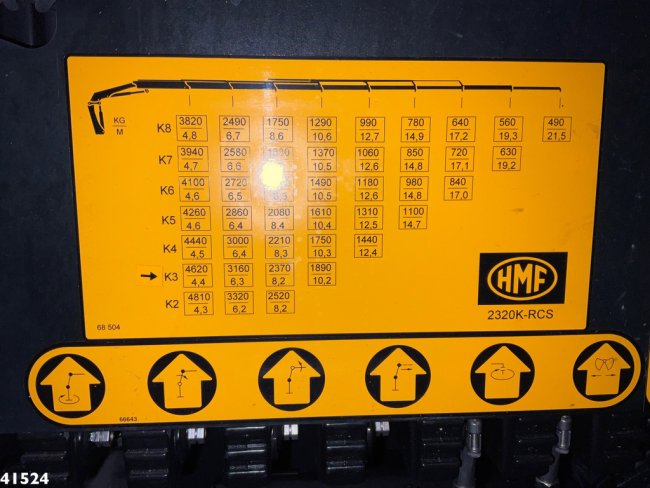 KG
M
K8 3820 2490 1750 1290 990 780 640 560 490
4,8 6,7 8,6 10,6 12,7 14,9 17,2 19,3 21,5
K7 3940 2580 1370 1060 850 720 630
4,7 6,6 10,5 12,6 14,8 17,1 19,2
K6 4100 2720 1490 1180 980 840
4,6 6,5 10,5 12,6 14,8 17,0
K5 4260 2860 2080 1610 1310 1100
4,6 6,4 8,4 10,4 12,5 14,7
K4 4440 3000 2210 1750 1440
4,5 6,4 8,3 10,3 12,4
K3 4620 3160 2370 1890
4,4 6,3 8,2 10,2
K2 4810 3320 2520
4,3 6,2 8,2
HMF
2320K-RCS
68 504
66643
41524